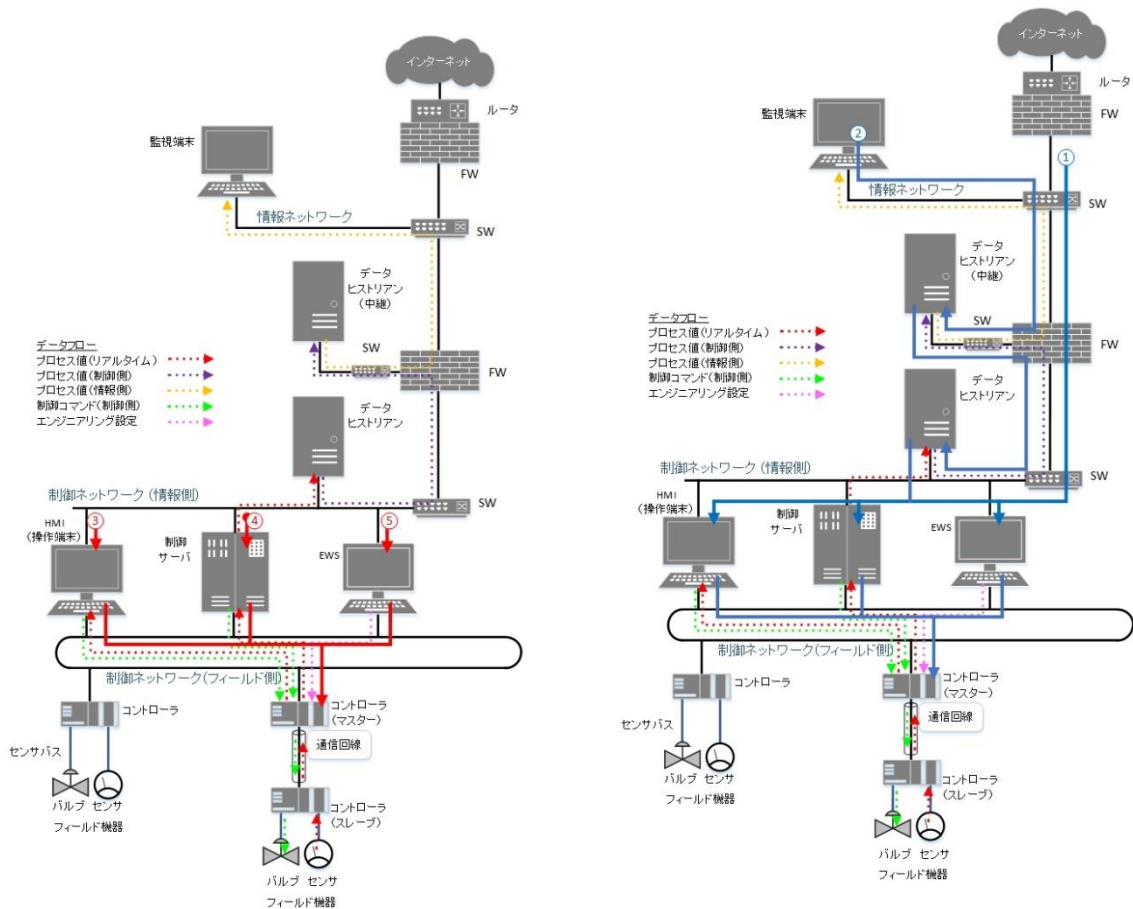 インターネット
ルータ
監視端末
FW
情報ネットワーク
SW
データ
ヒストリアン
(中継)
SW
データフロー
プロセス値(リアルタイム)
プロセス値(制御側)
プロセス値(情報側)
制御コマンド(制御側)
エンジニアリング設定
FW
データ
ヒストリアン
制御ネットワーク (情報側)
SW
③
④
⑤
HMI
(操作端末)
制御
サーバ
EWS
制御ネットワーク(フィールド側)
コントローラ
コントローラ
(マスター)
センサバス
通信回線
バルブ センサ
フィールド機器
コントローラ
(スレーブ)
バルブ センサ
フィールド機器
インターネット
ルータ
FW
監視端末
②
①
情報ネットワーク
SW
データ
ヒストリアン
(中継)
SW
データフロー
プロセス値(リアルタイム)
プロセス値(制御側)
プロセス値(情報側)
制御コマンド(制御側)
エンジニアリング設定
FW
データ
ヒストリアン
制御ネットワーク (情報側)
SW
HMI
(操作端末)
制御
サーバ
EWS
制御ネットワーク(フィールド側)
コントローラ
コントローラ
(マスター)
センサバス
通信回線
バルブ センサ
フィールド機器
コントローラ
(スレーブ)
バルブ センサ
フィールド機器